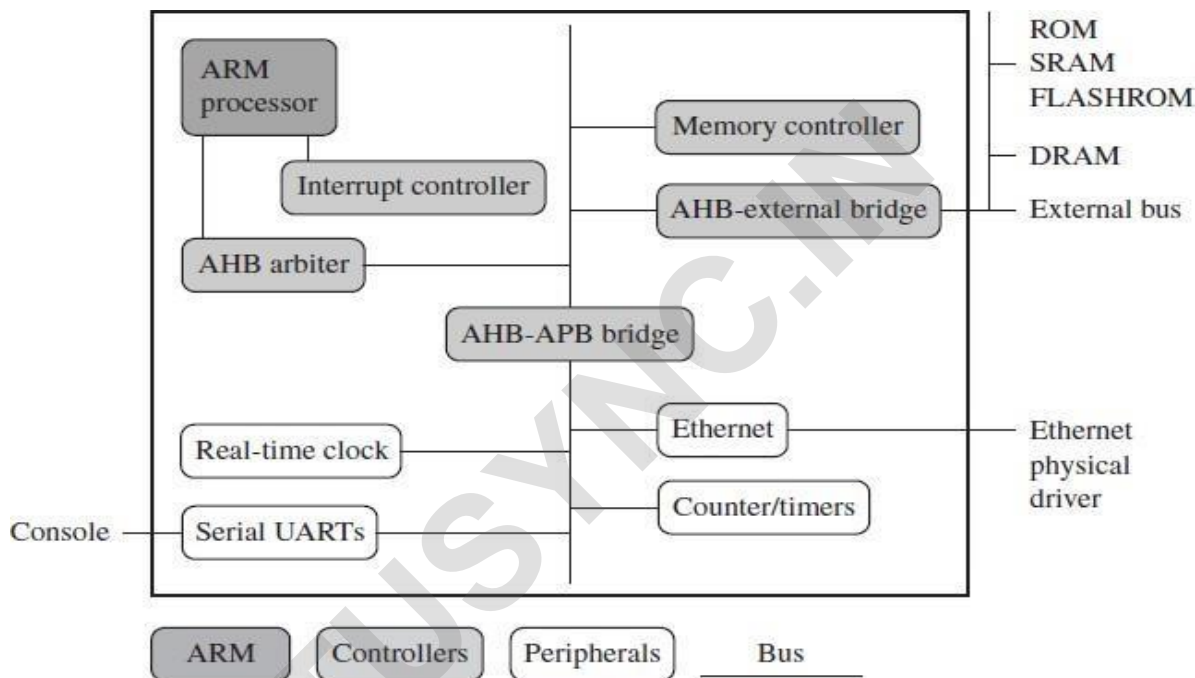 ROM
SRAM
FLASHROM
DRAM
External bus
ARM
processor
Memory controller
Interrupt controller
AHB-external bridge
AHB arbiter
AHB-APB bridge
Real-time clock
Ethernet
Ethernet
physical
driver
Counter/timers
Console
Serial UARTs
ARM
Controllers
Peripherals
Bus